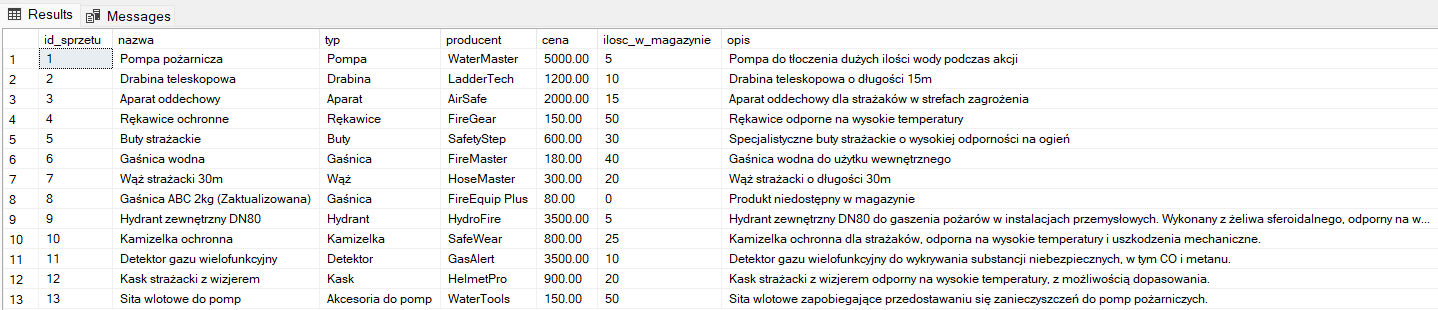 Results Messages
id_sprzetu nazwa typ producent cena ilosc_w_magazynie opis
1 1 Pompa pożarnicza Pompa WaterMaster 5000.00 5 Pompa do tłoczenia dużych ilości wody podczas akcji
2 2 Drabina teleskopowa Drabina LadderTech 1200.00 10 Drabina teleskopowa o długości 15m
3 3 Aparat oddechowy Aparat AirSafe 2000.00 15 Aparat oddechowy dla strażaków w strefach zagrożenia
4 4 Rękawice ochronne Rękawice FireGear 150.00 50 Rękawice odporne na wysokie temperatury
5 5 Buty strażackie Buty SafetyStep 600.00 30 Specjalistyczne buty strażackie o wysokiej odporności na ogień
6 6 Gaśnica wodna Gaśnica FireMaster 180.00 40 Gaśnica wodna do użytku wewnętrznego
7 7 Wąż strażacki 30m Wąż HoseMaster 300.00 20 Wąż strażacki o długości 30m
8 8 Gaśnica ABC 2kg (Zaktualizowana) Gaśnica FireEquip Plus 80.00 0 Produkt niedostępny w magazynie
9 9 Hydrant zewnętrzny DN80 Hydrant HydroFire 3500.00 5 Hydrant zewnętrzny DN80 do gaszenia pożarów w instalacjach przemysłowych. Wykonany z żeliwa sferoidalnego, odporny na w...
10 10 Kamizelka ochronna Kamizelka SafeWear 800.00 25 Kamizelka ochronna dla strażaków, odporna na wysokie temperatury i uszkodzenia mechaniczne.
11 11 Detektor gazu wielofunkcyjny Detektor GasAlert 3500.00 10 Detektor gazu wielofunkcyjny do wykrywania substancji niebezpiecznych, w tym CO i metanu.
12 12 Kask strażacki z wizjerem Kask HelmetPro 900.00 20 Kask strażacki z wizjerem odporny na wysokie temperatury, z możliwością dopasowania.
13 13 Sita wlotowe do pomp Akcesoria do pomp WaterTools 150.00 50 Sita wlotowe zapobiegające przedostawaniu się zanieczyszczeń do pomp pożarniczych.